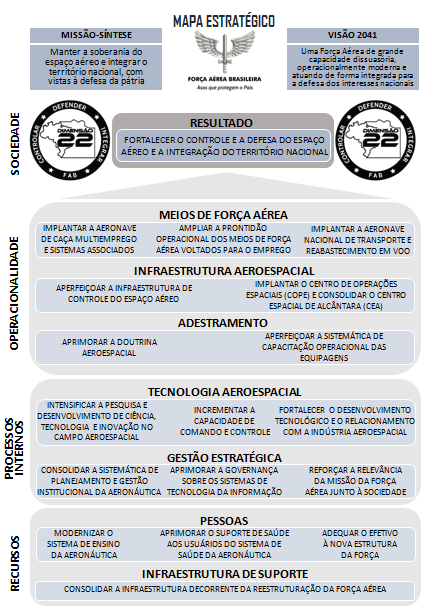 MAPA ESTRATÉGICO
MISSÃO-SÍNTESE
Manter a soberania do
espaço aéreo e integrar o
território nacional, com
vistas à defesa da pátria
FORÇA AÉREA BRASILEIRA
Asas que protegem o País
VISÃO 2041
Uma Força Aérea de grande
capacidade dissuasória,
operacionalmente moderna e
atuando de forma integrada para
a defesa dos interesses nacionais
SOCIEDADE
CONTROLAR DEFENDER INTEGRAR
DIMENSÃO
22
FAB
RESULTADO
FORTALECER O CONTROLE E A DEFESA DO ESPAÇO
AÉREO E A INTEGRAÇÃO DO TERRITÓRIO NACIONAL
CONTROLAR DEFENDER INTEGRAR
DIMENSÃO
22
FAB
OPERACIONALIDADE
MEIOS DE FORÇA AÉREA
IMPLANTAR A AERONAVE
DE CAÇA MULTIEMPREGO
E SISTEMAS ASSOCIADOS
AMPLIAR A PRONTIDÃO
OPERACIONAL DOS MEIOS DE FORÇA
AÉREA VOLTADOS PARA O EMPREGO
IMPLANTAR A AERONAVE
NACIONAL DE TRANSPORTE E
REABASTECIMENTO EM VOO
INFRAESTRUTURA AEROESPACIAL
APERFEIÇOAR A INFRAESTRUTURA DE
CONTROLE DO ESPAÇO AÉREO
IMPLANTAR O CENTRO DE OPERAÇÕES
ESPACIAIS (COPE) E CONSOLIDAR O CENTRO
ESPACIAL DE ALCÂNTARA (CEA)
ADESTRAMENTO
APRIMORAR A DOUTRINA
AEROESPACIAL
APERFEIÇOAR A SISTEMÁTICA DE
CAPACITAÇÃO OPERACIONAL DAS
EQUIPAGENS
PROCESSOS
INTERNOS
TECNOLOGIA AEROESPACIAL
INTENSIFICAR A PESQUISA E
DESENVOLVIMENTO DE CIÊNCIA,
TECNOLOGIA E INOVAÇÃO NO
CAMPO AEROESPACIAL
INCREMENTAR A
CAPACIDADE DE
COMANDO E CONTROLE
FORTALECER O DESENVOLVIMENTO
TECNOLÓGICO E O RELACIONAMENTO
COM A INDÚSTRIA AEROESPACIAL
GESTÃO ESTRATÉGICA
CONSOLIDAR A SISTEMÁTICA DE
PLANEJAMENTO E GESTÃO
INSTITUCIONAL DA AERONÁUTICA
APRIMORAR A GOVERNANÇA
SOBRE OS SISTEMAS DE
TECNOLOGIA DA INFORMAÇÃO
REFORÇAR A RELEVÂNCIA
DA MISSÃO DA FORÇA
AÉREA JUNTO À SOCIEDADE
RECURSOS
PESSOAS
MODERNIZAR O
SISTEMA DE ENSINO
DA AERONÁUTICA
APRIMORAR O SUPORTE DE SAÚDE
AOS USUÁRIOS DO SISTEMA DE
SAÚDE DA AERONÁUTICA
ADEQUAR O EFETIVO
À NOVA ESTRUTURA
DA FORÇA
INFRAESTRUTURA DE SUPORTE
CONSOLIDAR A INFRAESTRUTURA DECORRENTE DA REESTRUTURAÇÃO DA FORÇA AÉREA